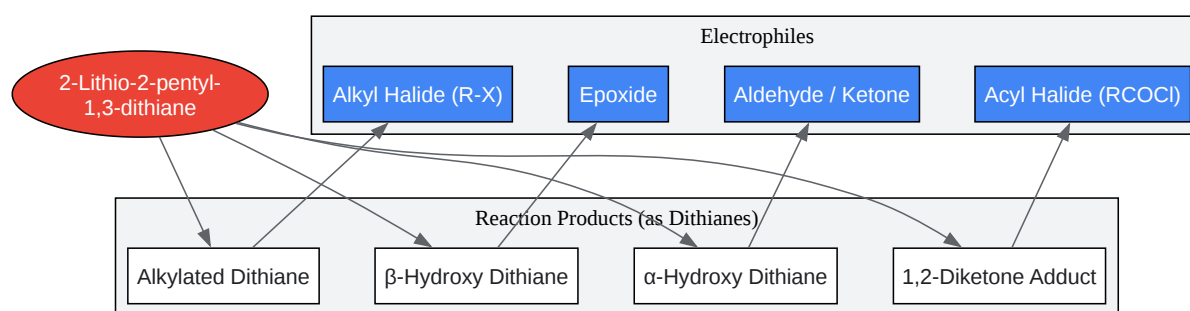 Electrophiles
2-Lithio-2-pentyl-
1,3-dithiane
Alkyl Halide (R-X)
Epoxide
Aldehyde / Ketone
Acyl Halide (RCOCl)
Reaction Products (as Dithianes)
Alkylated Dithiane
β-Hydroxy Dithiane
α-Hydroxy Dithiane
1,2-Diketone Adduct